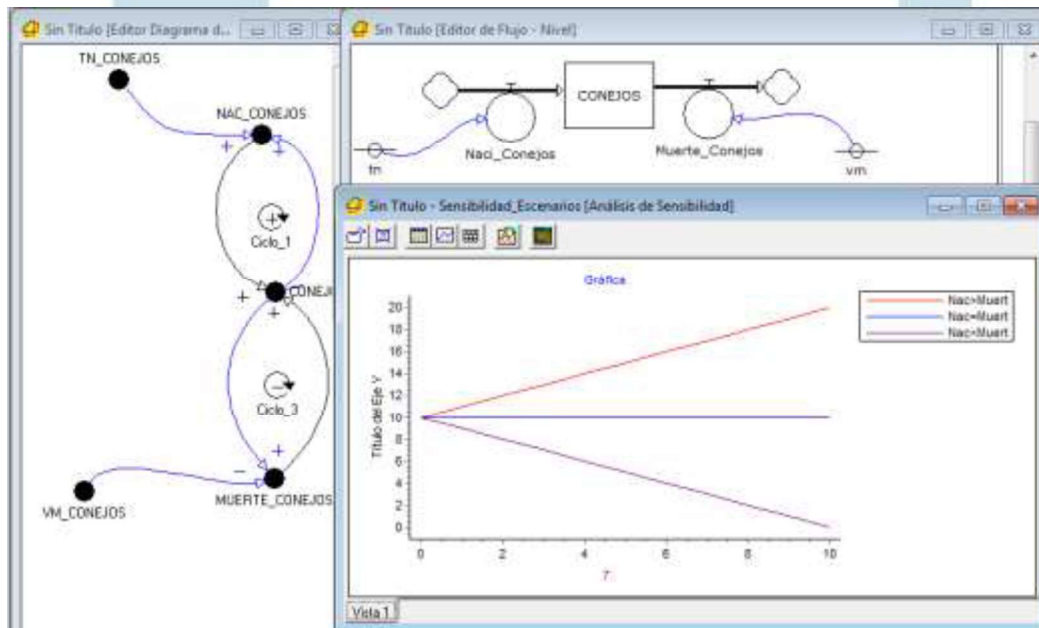 Sin Titulo [Editor Diagrama d...
TN_CONEJOS
NAC_CONEJOS
+
+
+
Ciclo_1
+
+
CONEJO
−
Ciclo_3
+
−
MUERTE_CONEJOS
VM_CONEJOS
Sin Titulo [Editor de Flujo - Nivel]
CONEJOS
Naci_Conejos
Muerte_Conejos
tn
vm
Sin Titulo - Sensibilidad_Escenarios [Análisis de Sensibilidad]
Gráfica
Nac>Muert
Nac=Muert
Nac<Muert
Título del Eje Y
20
18
16
14
12
10
8
6
4
2
0
0
2
4
6
8
10
T
Vista 1